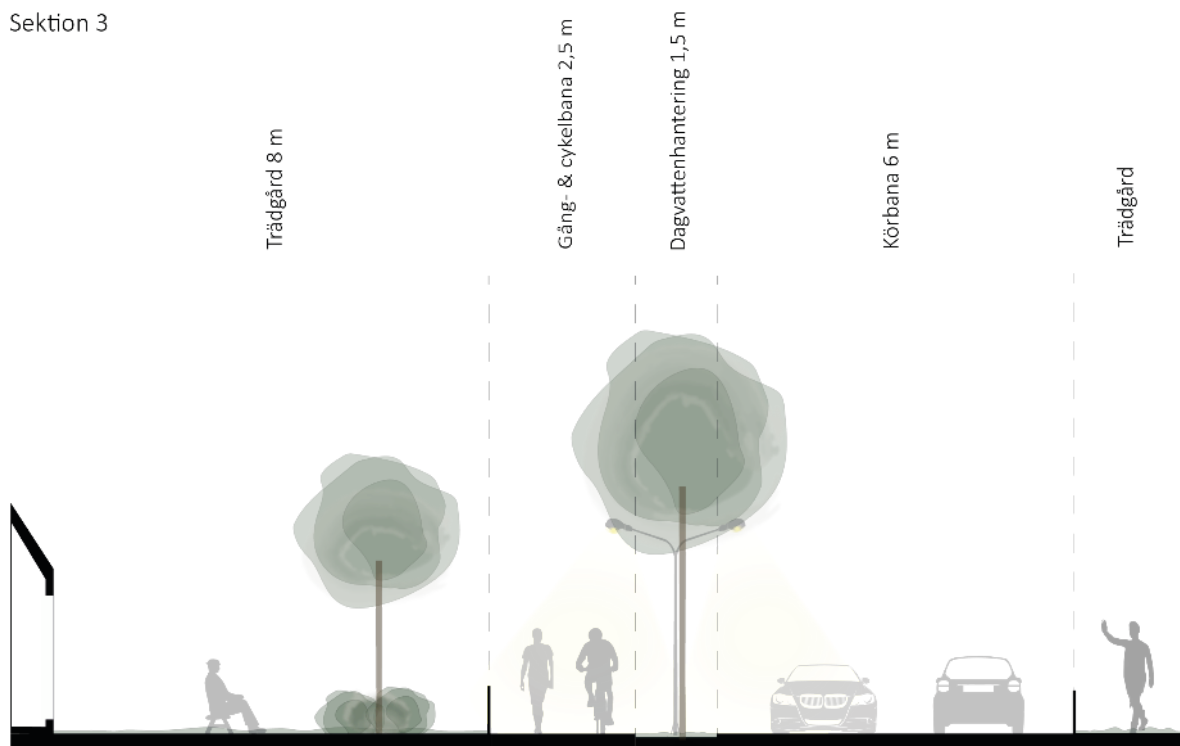 Sektion 3
Trädgård 8 m
Gång- & cykelbana 2,5 m
Dagvattenhantering 1,5 m
Körbana 6 m
Trädgård